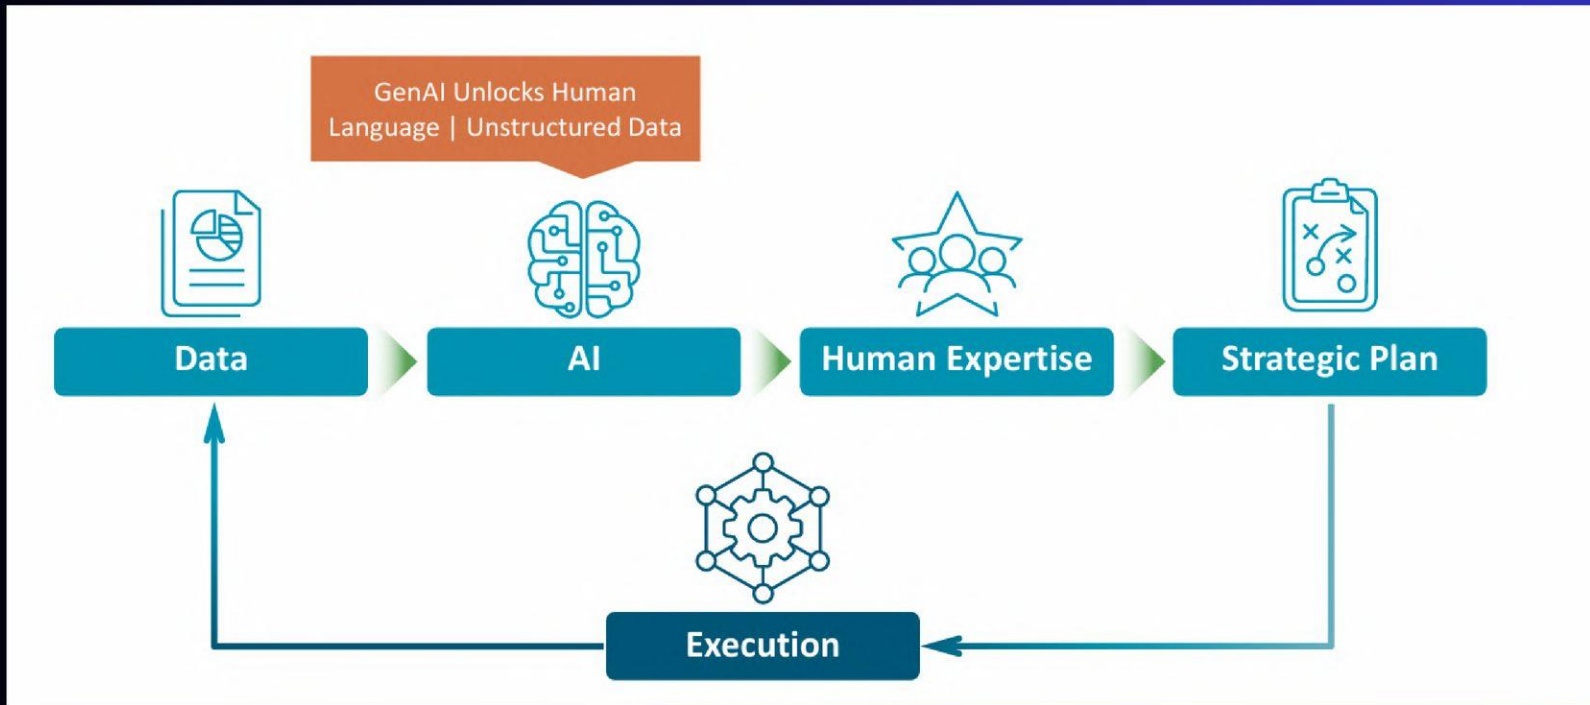 GenAI Unlocks Human
Language | Unstructured Data
Data
AI
Human Expertise
Strategic Plan
Execution